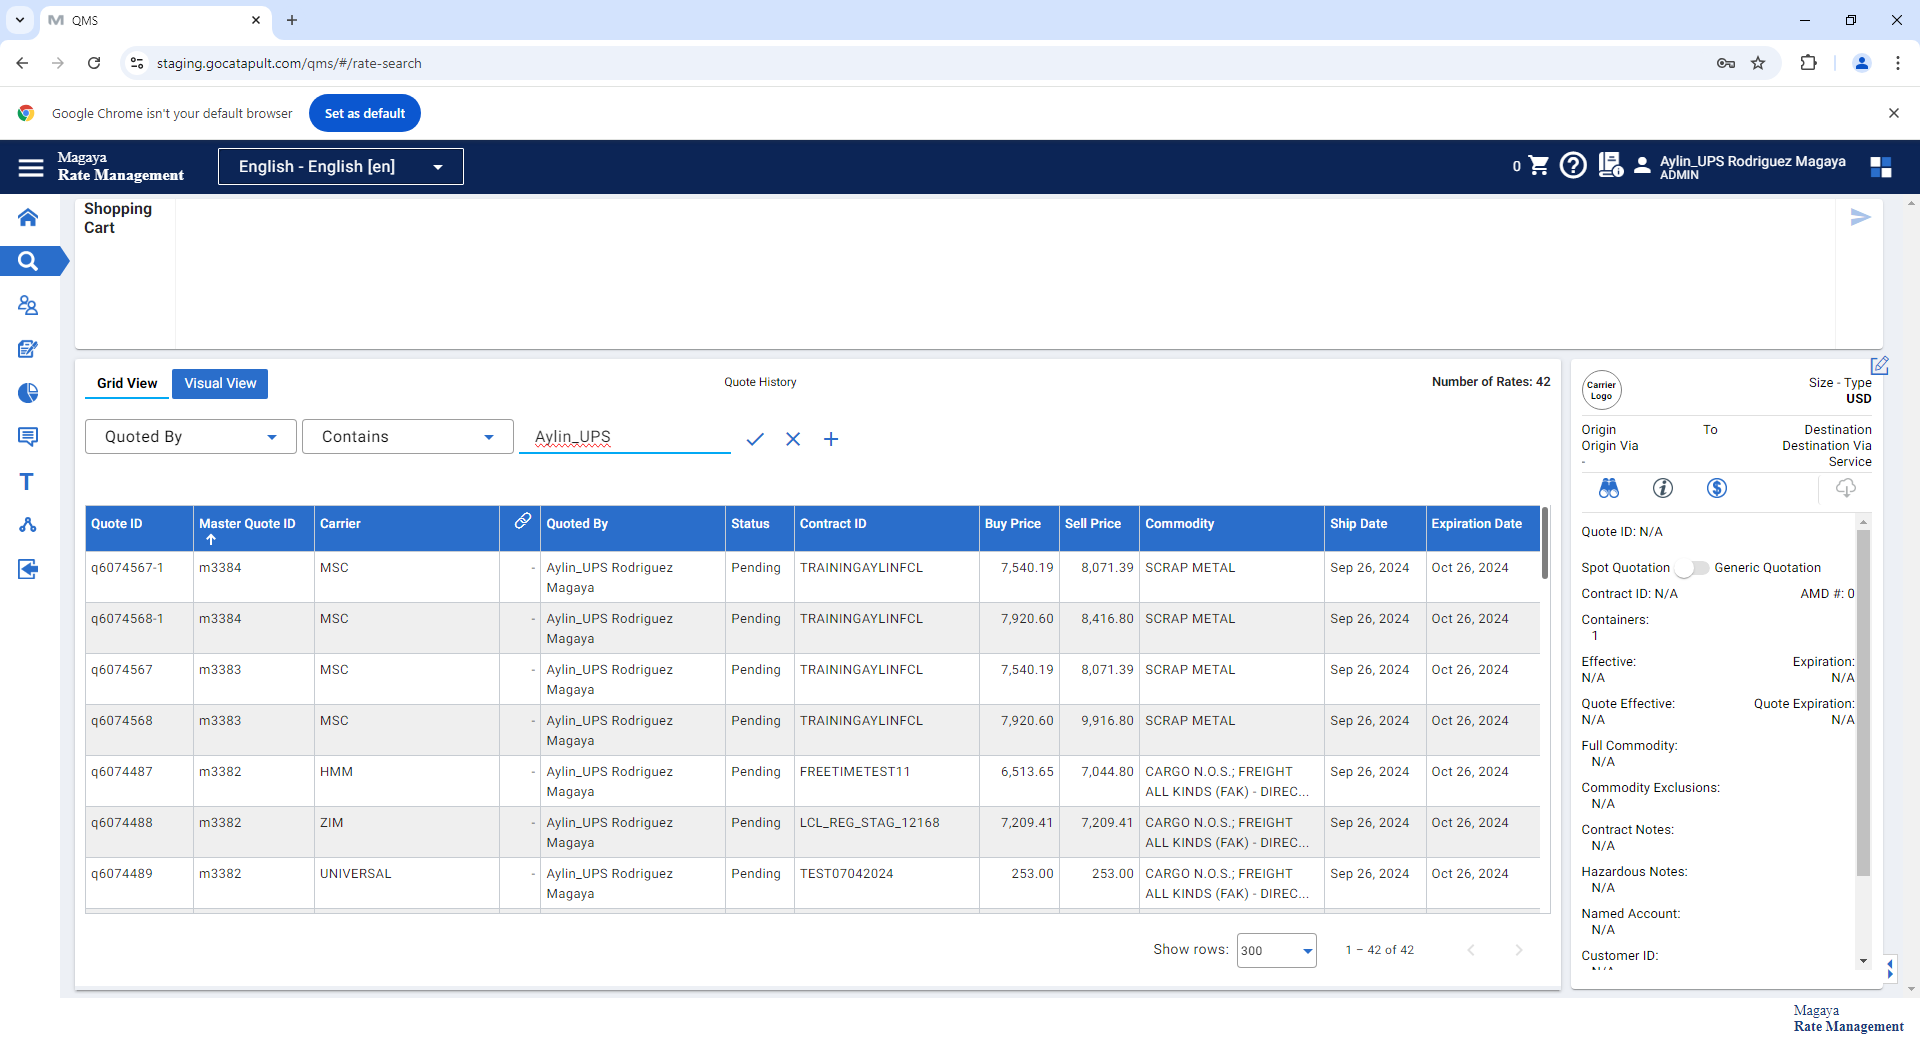 QMS
staging.gocatapult.com/qms/#/rate-search
Google Chrome isn't your default browser
Set as default
Magaya
Rate Management
English - English [en]
0
Aylin_UPS Rodriguez Magaya
ADMIN
Shopping
Cart
Grid View
Visual View
Quote History
Number of Rates: 42
Quoted By
Contains
Aylin_UPS
Quote ID
Master Quote ID
Carrier
Quoted By
Status
Contract ID
Buy Price
Sell Price
Commodity
Ship Date
Expiration Date
q6074567-1 m3384 MSC - Aylin_UPS Rodriguez Pending TRAININGAYLINFCL 7,540.19 8,071.39 SCRAP METAL Sep 26, 2024 Oct 26, 2024
Magaya
q6074568-1 m3384 MSC - Aylin_UPS Rodriguez Pending TRAININGAYLINFCL 7,920.60 8,416.80 SCRAP METAL Sep 26, 2024 Oct 26, 2024
Magaya
q6074567 m3383 MSC - Aylin_UPS Rodriguez Pending TRAININGAYLINFCL 7,540.19 8,071.39 SCRAP METAL Sep 26, 2024 Oct 26, 2024
Magaya
q6074568 m3383 MSC - Aylin_UPS Rodriguez Pending TRAININGAYLINFCL 7,920.60 9,916.80 SCRAP METAL Sep 26, 2024 Oct 26, 2024
Magaya
q6074487 m3382 HMM - Aylin_UPS Rodriguez Pending FREETIMETEST11 6,513.65 7,044.80 CARGO N.O.S.; FREIGHT Sep 26, 2024 Oct 26, 2024
Magaya ALL KINDS (FAK) - DIREC...
q6074488 m3382 ZIM - Aylin_UPS Rodriguez Pending LCL_REG_STAG_12168 7,209.41 7,209.41 CARGO N.O.S.; FREIGHT Sep 26, 2024 Oct 26, 2024
Magaya ALL KINDS (FAK) - DIREC...
q6074489 m3382 UNIVERSAL - Aylin_UPS Rodriguez Pending TEST07042024 253.00 253.00 CARGO N.O.S.; FREIGHT Sep 26, 2024 Oct 26, 2024
Magaya ALL KINDS (FAK) - DIREC...
Show rows: 300 1 – 42 of 42
Carrier
Logo
Size - Type
USD
Origin To Destination
Origin Via Destination Via
- Service
Quote ID: N/A
Spot Quotation Generic Quotation
Contract ID: N/A AMD #: 0
Containers:
1
Effective: Expiration:
N/A N/A
Quote Effective: Quote Expiration:
N/A N/A
Full Commodity:
N/A
Commodity Exclusions:
N/A
Contract Notes:
N/A
Hazardous Notes:
N/A
Named Account:
N/A
Customer ID:
N/A
Magaya
Rate Management